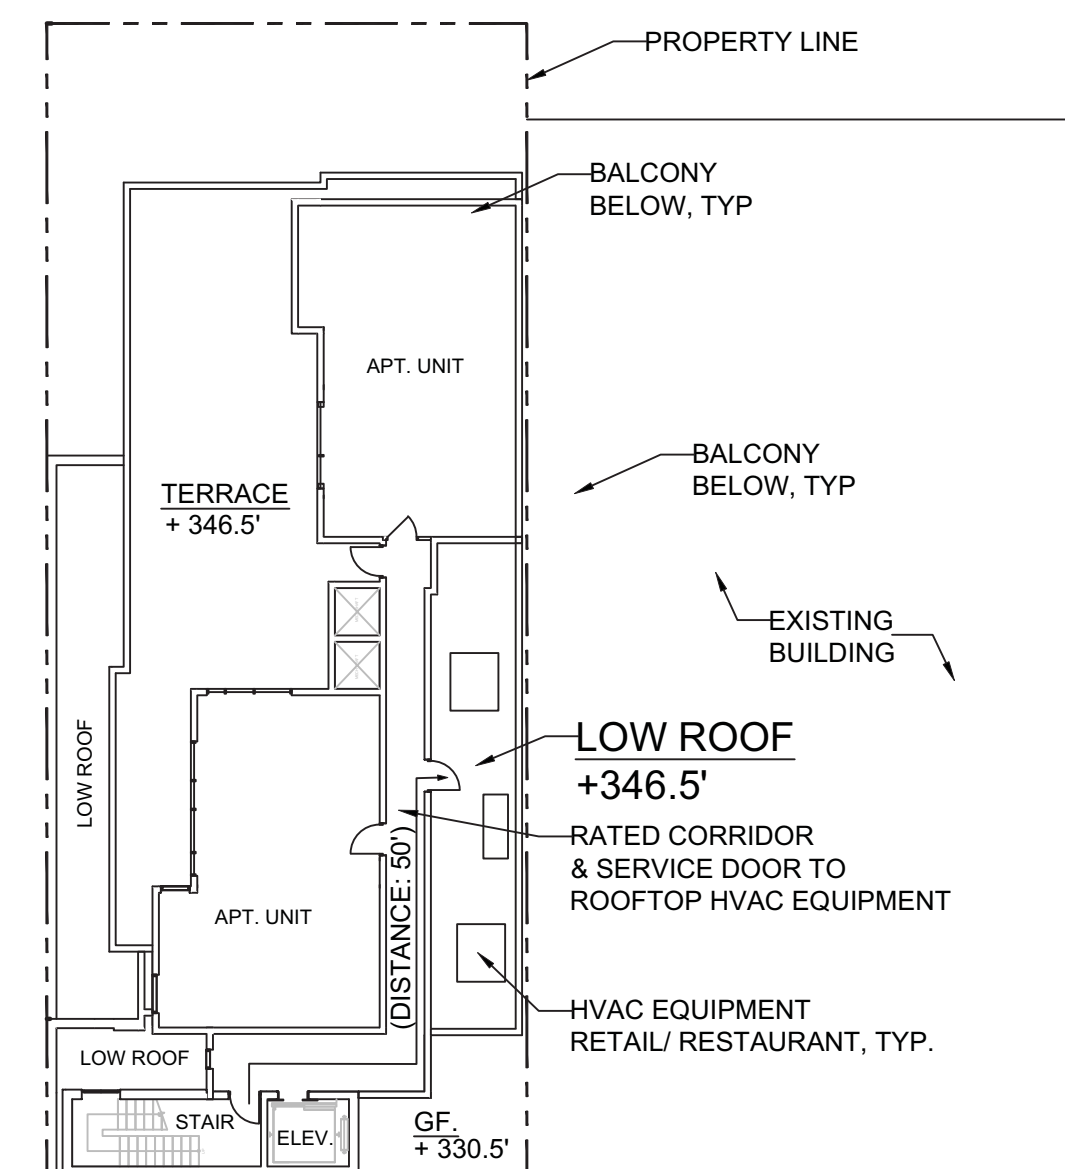 PROPERTY LINE
BALCONY
BELOW, TYP
APT. UNIT
BALCONY
BELOW, TYP
TERRACE
+ 346.5'
EXISTING
BUILDING
LOW ROOF
LOW ROOF
+346.5'
RATED CORRIDOR
& SERVICE DOOR TO
ROOFTOP HVAC EQUIPMENT
(DISTANCE: 50')
APT. UNIT
HVAC EQUIPMENT
RETAIL/ RESTAURANT, TYP.
LOW ROOF
STAIR
ELEV.
GF.
+ 330.5'